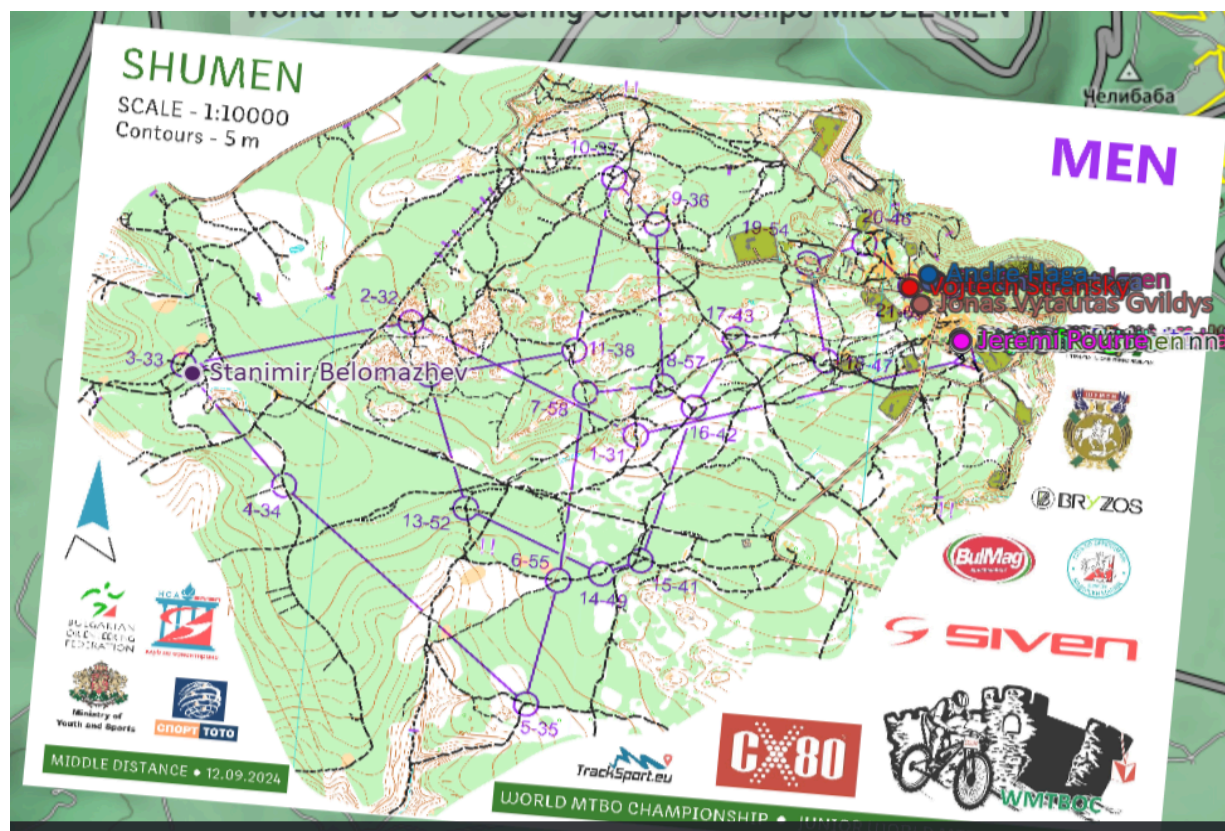 World MTB Orienteering Championships MIDDLE MEN
Челибаба
SHUMEN
SCALE - 1:10000
Contours - 5 m
MEN
10-37
9-36
19-54
20-46
2-32
Andre Haga
Vojtech Stransky
Jonas Vytautas Gvildys
17-43
3-33
11-38
8-57
Jeremi Pourre
Stanimir Belomazhev
18-47
7-58
16-42
1-31
4-34
13-52
6-55
14-49
15-41
BRYZOS
BulMag
SIVEN
5-35
BULGARIAN
ORIENTEERING
FEDERATION
Ministry of
Youth and Sports
СПОРТ ТОТО
TrackSport.eu
CX80
WMTBOC
MIDDLE DISTANCE ♦ 12.09.2024
WORLD MTBO CHAMPIONSHIP ♦ JUNIOR